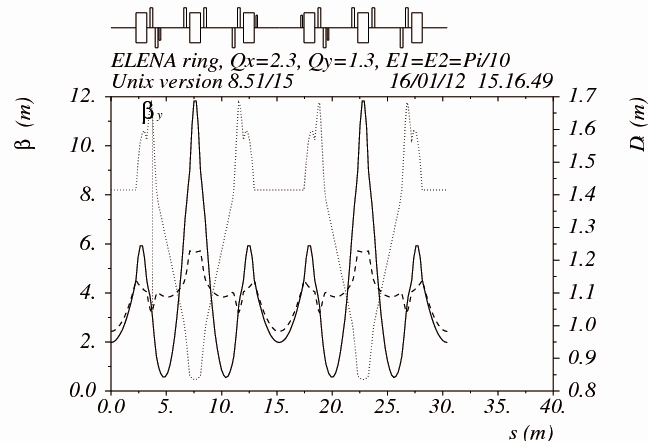 ELENA ring, Qx=2.3, Qy=1.3, E1=E2=Pi/10
Unix version 8.51/15 16/01/12 15.16.49
β (m)
12.
10.
8.
6.
4.
2.
0.0
βy
D (m)
1.7
1.6
1.5
1.4
1.3
1.2
1.1
1.0
0.9
0.8
0.0 5. 10. 15. 20. 25. 30. 35. 40.
s (m)